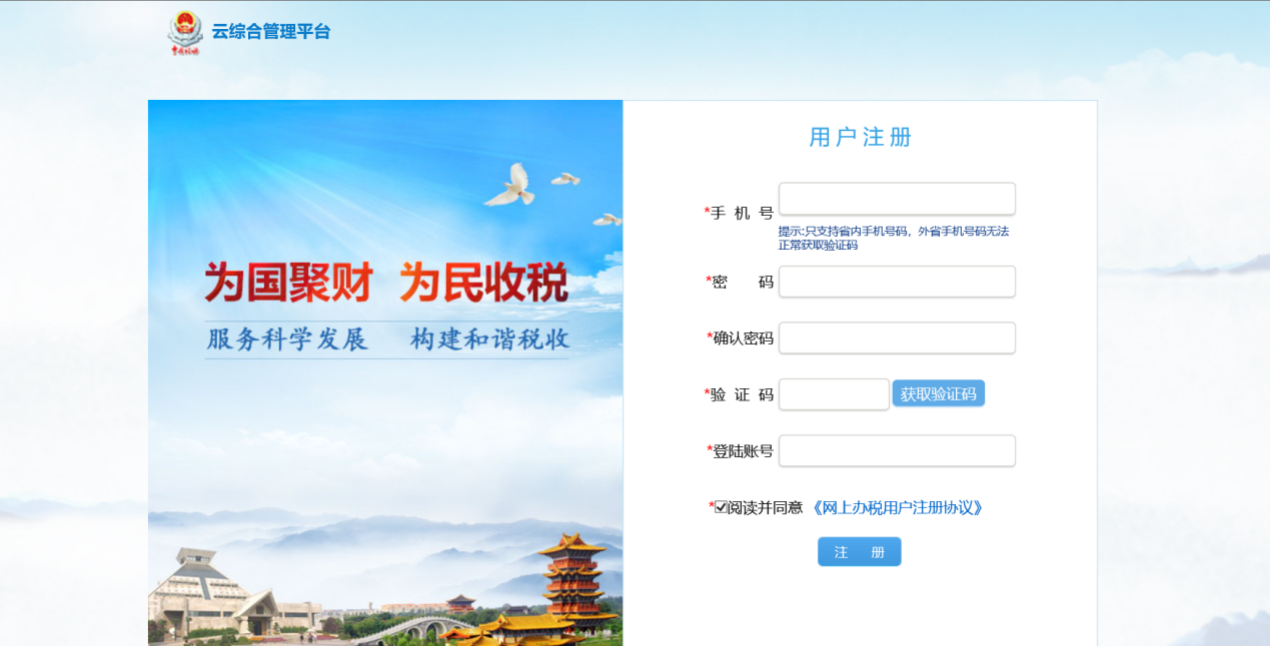 云综合管理平台
用户注册
*手 机 号
提示:只支持省内手机号码，外省手机号码无法
正常获取验证码
*密 码
*确认密码
*验 证 码 获取验证码
*登陆账号
*阅读并同意 《网上办税用户注册协议》
注 册
为国聚财 为民收税
服务科学发展 构建和谐税收